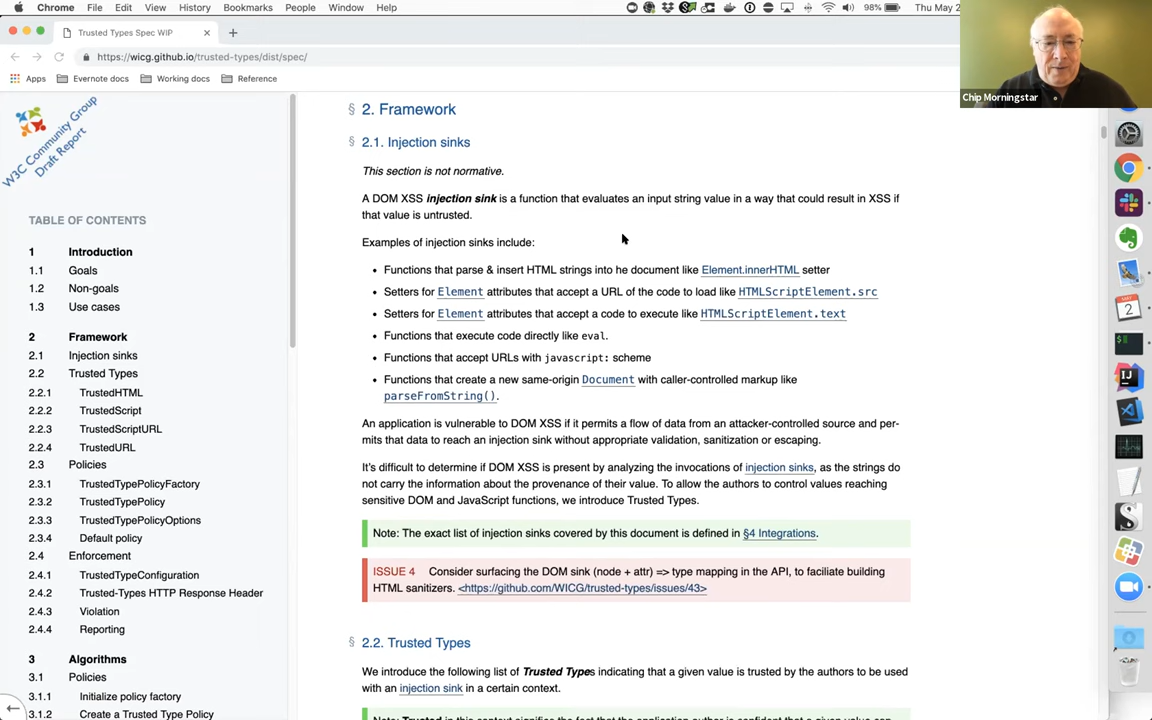 Chrome File Edit View History Bookmarks People Window Help 98% Thu May 2
Trusted Types Spec WIP
https://wicg.github.io/trusted-types/dist/spec/
Apps Evernote docs Working docs Reference
Chip Morningstar
W3C Community Group
Draft Report
TABLE OF CONTENTS
1 Introduction
1.1 Goals
1.2 Non-goals
1.3 Use cases
2 Framework
2.1 Injection sinks
2.2 Trusted Types
2.2.1 TrustedHTML
2.2.2 TrustedScript
2.2.3 TrustedScriptURL
2.2.4 TrustedURL
2.3 Policies
2.3.1 TrustedTypePolicyFactory
2.3.2 TrustedTypePolicy
2.3.3 TrustedTypePolicyOptions
2.3.4 Default policy
2.4 Enforcement
2.4.1 TrustedTypeConfiguration
2.4.2 Trusted-Types HTTP Response Header
2.4.3 Violation
2.4.4 Reporting
3 Algorithms
3.1 Policies
3.1.1 Initialize policy factory
3.1.2 Create a Trusted Type Policy
§ 2. Framework
§ 2.1. Injection sinks
This section is not normative.
A DOM XSS injection sink is a function that evaluates an input string value in a way that could result in XSS if
that value is untrusted.
Examples of injection sinks include:
• Functions that parse & insert HTML strings into he document like Element.innerHTML setter
• Setters for Element attributes that accept a URL of the code to load like HTMLScriptElement.src
• Setters for Element attributes that accept a code to execute like HTMLScriptElement.text
• Functions that execute code directly like eval.
• Functions that accept URLs with javascript: scheme
• Functions that create a new same-origin Document with caller-controlled markup like
parseFromString().
An application is vulnerable to DOM XSS if it permits a flow of data from an attacker-controlled source and per-
mits that data to reach an injection sink without appropriate validation, sanitization or escaping.
It's difficult to determine if DOM XSS is present by analyzing the invocations of injection sinks, as the strings do
not carry the information about the provenance of their value. To allow the authors to control values reaching
sensitive DOM and JavaScript functions, we introduce Trusted Types.
Note: The exact list of injection sinks covered by this document is defined in §4 Integrations.
ISSUE 4 Consider surfacing the DOM sink (node + attr) => type mapping in the API, to faciliate building
HTML sanitizers. <https://github.com/WICG/trusted-types/issues/43>
§ 2.2. Trusted Types
We introduce the following list of Trusted Types indicating that a given value is trusted by the authors to be used
with an injection sink in a certain context.
MAY
2